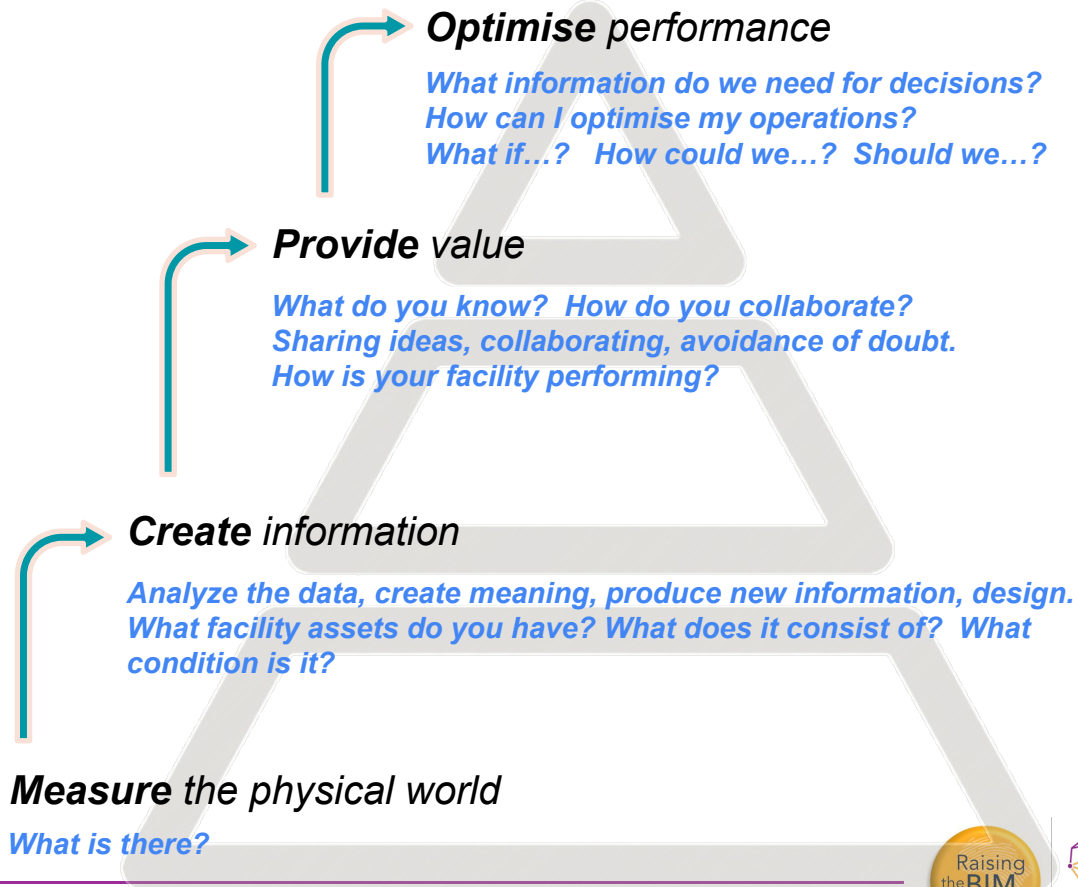 Optimise performance
What information do we need for decisions?
How can I optimise my operations?
What if…? How could we…? Should we…?
Provide value
What do you know? How do you collaborate?
Sharing ideas, collaborating, avoidance of doubt.
How is your facility performing?
Create information
Analyze the data, create meaning, produce new information, design.
What facility assets do you have? What does it consist of? What
condition is it?
Measure the physical world
What is there?
Raising
the BIM